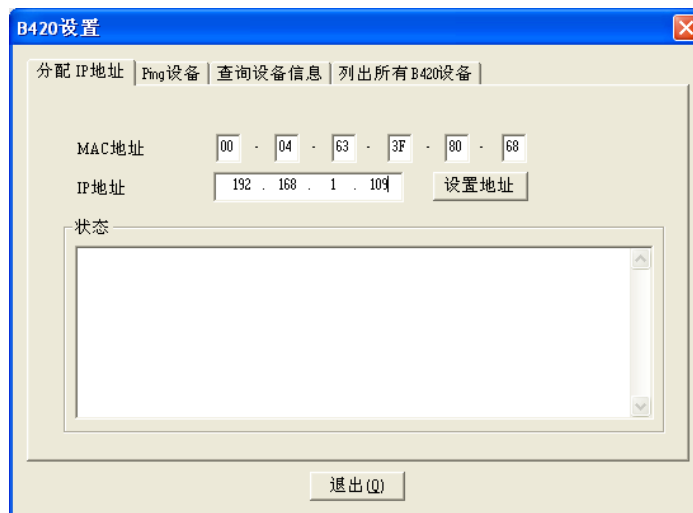 B420设置
分配IP地址 Ping设备 查询设备信息 列出所有B420设备
MAC地址 00 - 04 - 63 - 3F - 80 - 68
IP地址 192 . 168 . 1 . 109 设置地址
状态
退出(Q)